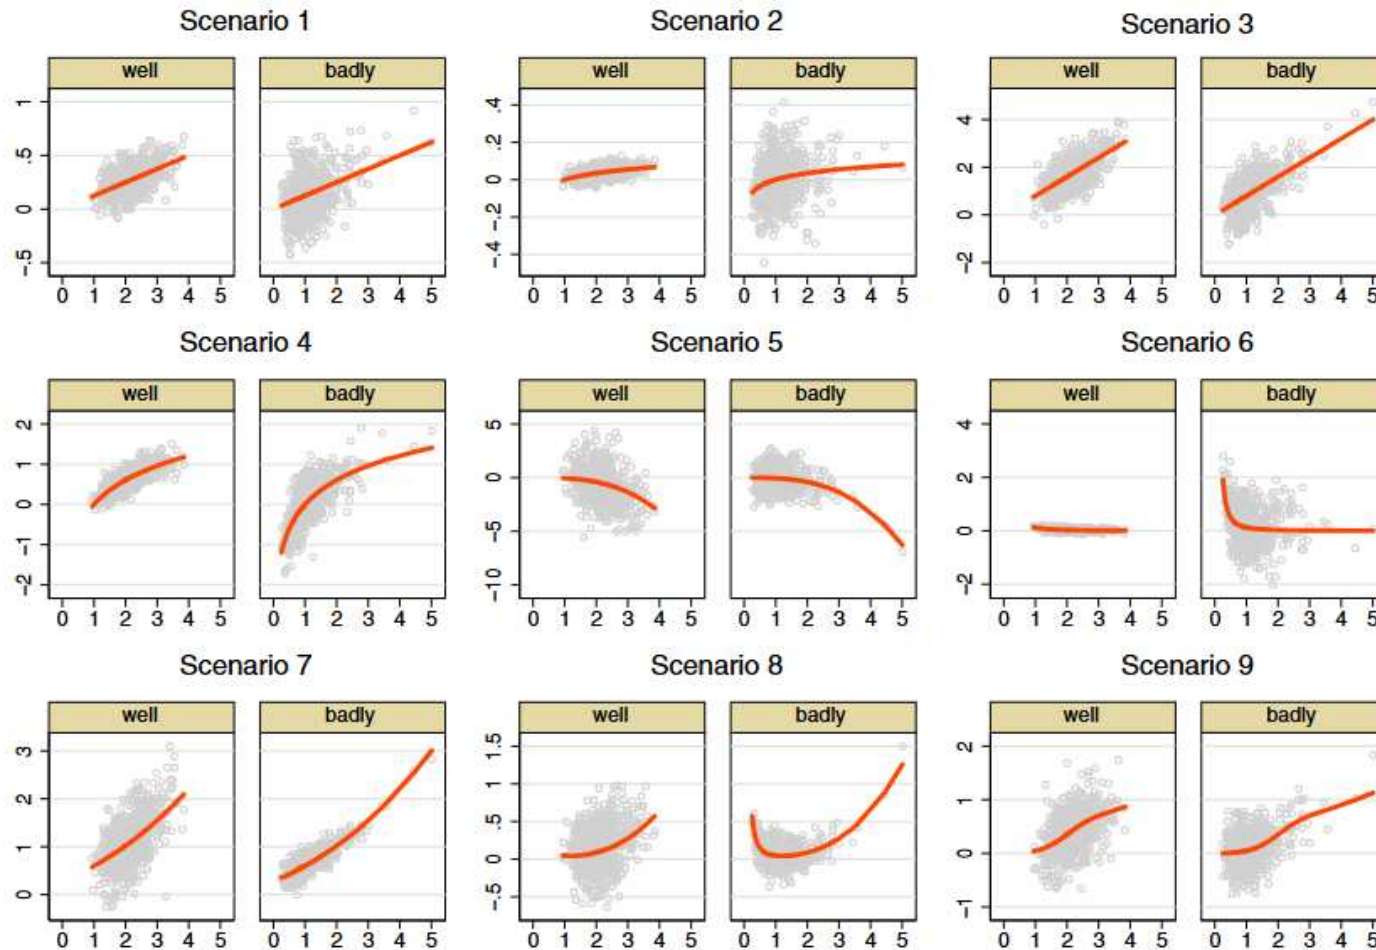 Scenario 1 Scenario 2 Scenario 3
well badly well badly well badly
1 .4 4
.5 .2 2
0 0 0
-.5 -.2 -2
-.4
0 1 2 3 4 5 0 1 2 3 4 5 0 1 2 3 4 5 0 1 2 3 4 5 0 1 2 3 4 5 0 1 2 3 4 5
Scenario 4 Scenario 5 Scenario 6
well badly well badly well badly
2 5 4
1 0 2
0 -5 0
-1 -10 -2
-2
0 1 2 3 4 5 0 1 2 3 4 5 0 1 2 3 4 5 0 1 2 3 4 5 0 1 2 3 4 5 0 1 2 3 4 5
Scenario 7 Scenario 8 Scenario 9
well badly well badly well badly
3 1.5 2
2 1 1
1 .5 0
0 0 -1
-.5
0 1 2 3 4 5 0 1 2 3 4 5 0 1 2 3 4 5 0 1 2 3 4 5 0 1 2 3 4 5 0 1 2 3 4 5